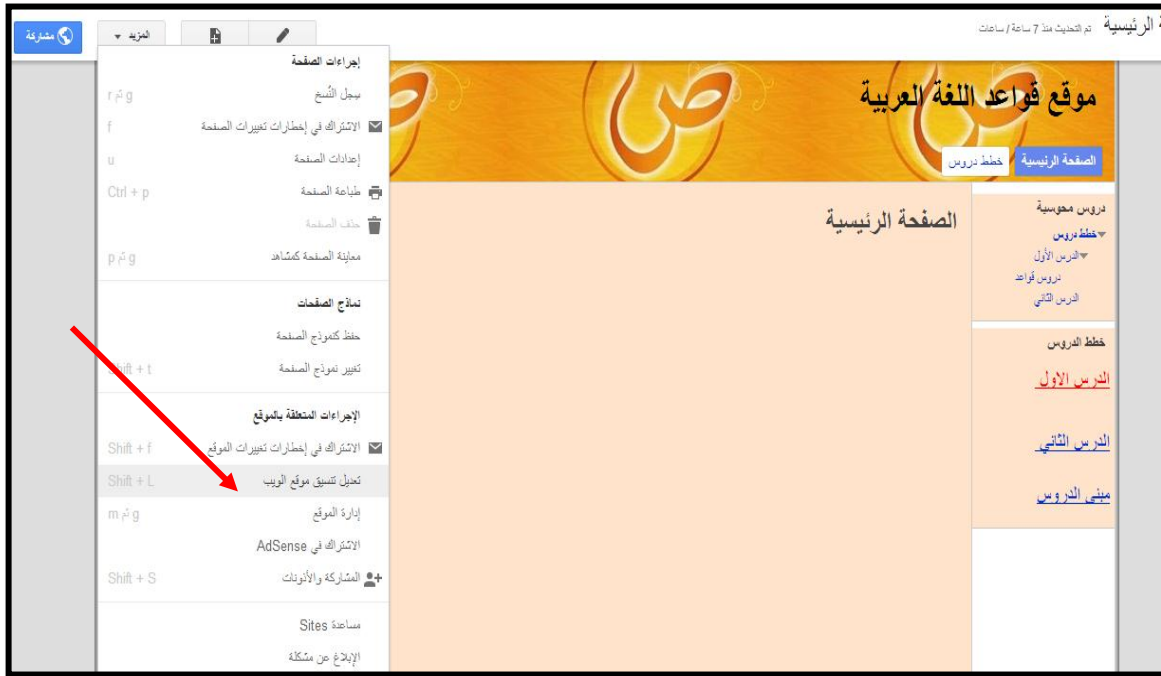 الرئيسية تم التحديث منذ 7 ساعة / ساعات
المزيد
مشاركة
موقع قواعد اللغة العربية
الصفحة الرئيسية
خطط دروس
دروس محوسبة
خطط دروس
الدرس الأول
دروس قواعد
الدرس الثاني
خطط الدروس
الدرس الاول
الدرس الثاني
مبنى الدروس
الصفحة الرئيسية
إجراءات الصفحة
سجل النُسخ g ثم r
الاشتراك في إخطارات تغييرات الصفحة f
إعدادات الصفحة u
طباعة الصفحة Ctrl + p
حذف الصفحة
معاينة الصفحة كمشاهد g ثم p
نماذج الصفحات
حفظ كنموذج الصفحة
تغيير نموذج الصفحة Shift + t
الإجراءات المتعلقة بالموقع
الاشتراك في إخطارات تغييرات الموقع Shift + f
تعديل تنسيق موقع الويب Shift + L
إدارة الموقع g ثم m
الاشتراك في AdSense
المشاركة والأذونات Shift + S
مساعدة Sites
الإبلاغ عن مشكلة
ص
ص
ص